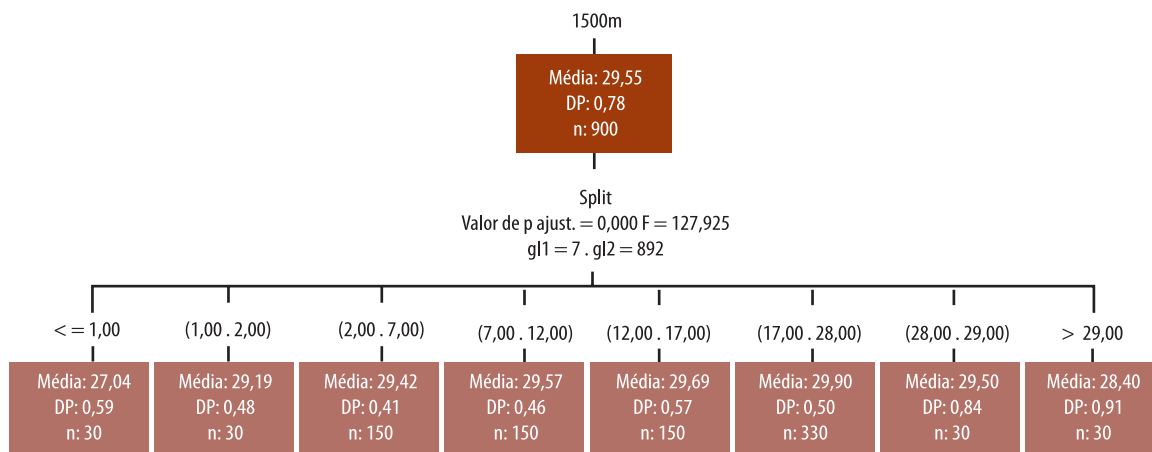 1500m
Média: 29,55
DP: 0,78
n: 900
Split
Valor de p ajust. = 0,000 F = 127,925
gl1 = 7 . gl2 = 892
< = 1,00
(1,00 . 2,00)
(2,00 . 7,00)
(7,00 . 12,00)
(12,00 . 17,00)
(17,00 . 28,00)
(28,00 . 29,00)
> 29,00
Média: 27,04
DP: 0,59
n: 30
Média: 29,19
DP: 0,48
n: 30
Média: 29,42
DP: 0,41
n: 150
Média: 29,57
DP: 0,46
n: 150
Média: 29,69
DP: 0,57
n: 150
Média: 29,90
DP: 0,50
n: 330
Média: 29,50
DP: 0,84
n: 30
Média: 28,40
DP: 0,91
n: 30